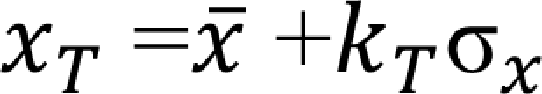 x_T = x̄ + k_T σ_x